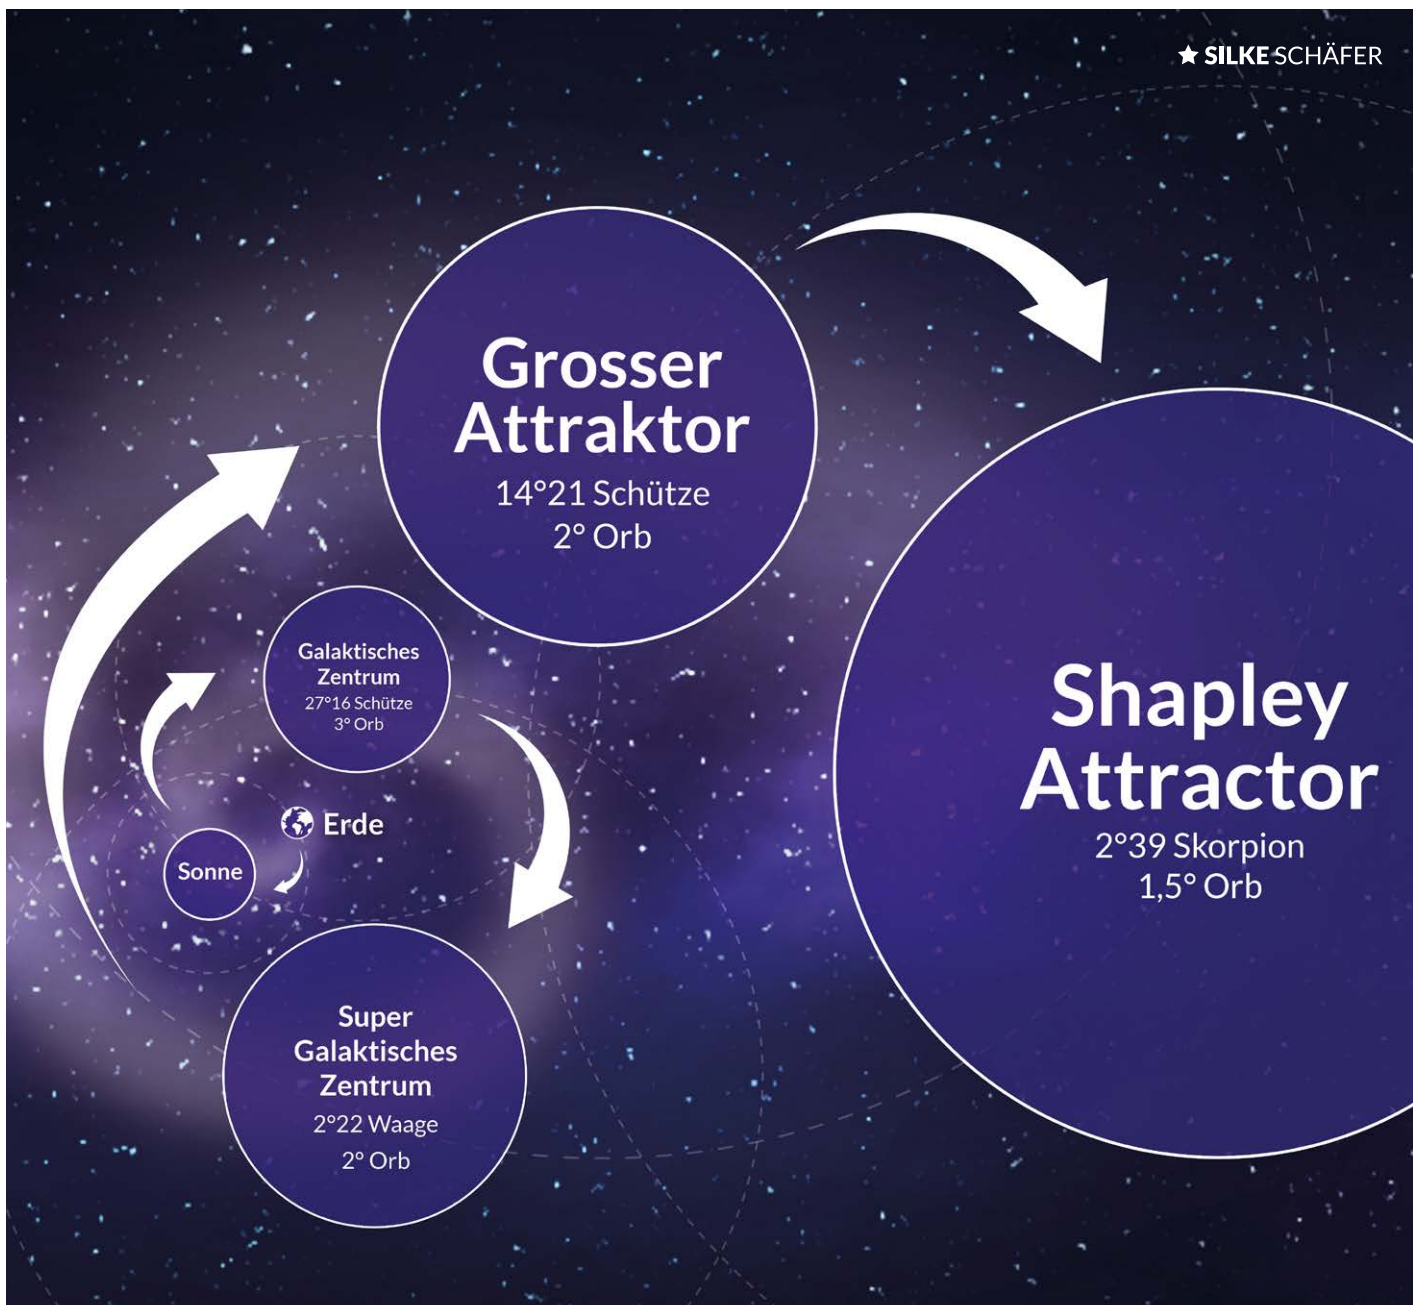 SILKE SCHÄFER
Grosser
Attraktor
14°21 Schütze
2° Orb
Galaktisches
Zentrum
27°16 Schütze
3° Orb
Erde
Sonne
Shapley
Attractor
2°39 Skorpion
1,5° Orb
Super
Galaktisches
Zentrum
2°22 Waage
2° Orb